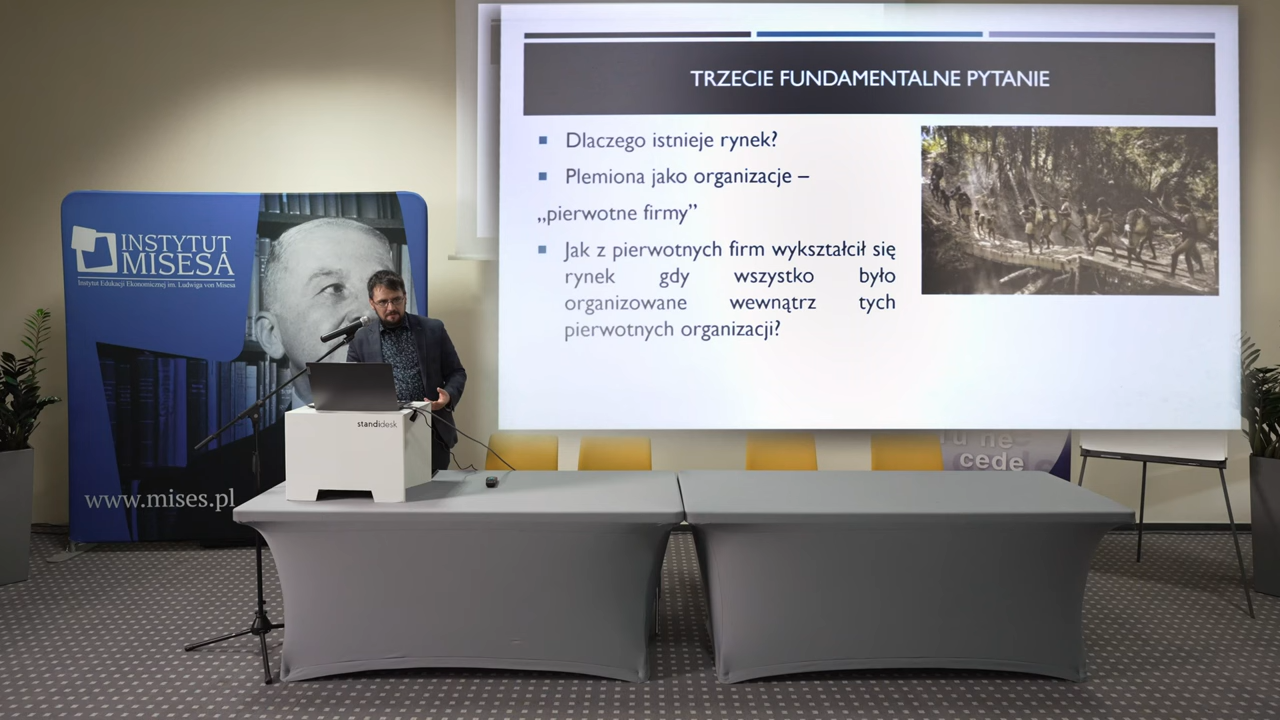 TRZECIE FUNDAMENTALNE PYTANIE
Dlaczego istnieje rynek?
Plemiona jako organizacje –
„pierwotne firmy”
Jak z pierwotnych firm wykształcił się
rynek gdy wszystko było
organizowane wewnątrz tych
pierwotnych organizacji?
INSTYTUT
MISESA
Instytut Edukacji Ekonomicznej im. Ludwiga von Misesa
www.mises.pl
standidesk
Tu ne
cede